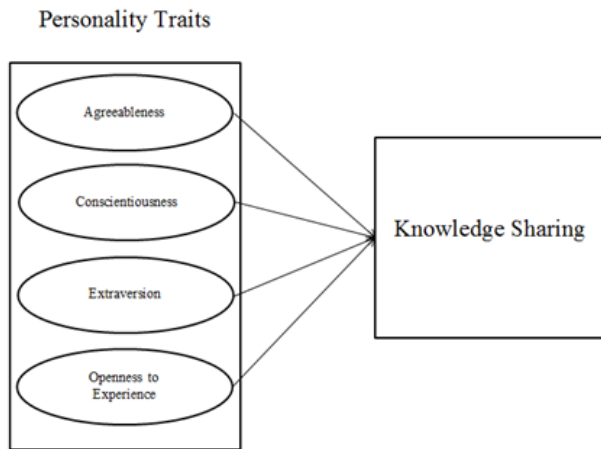 Personality Traits
Agreeableness
Conscientiousness
Extraversion
Openness to
Experience
Knowledge Sharing